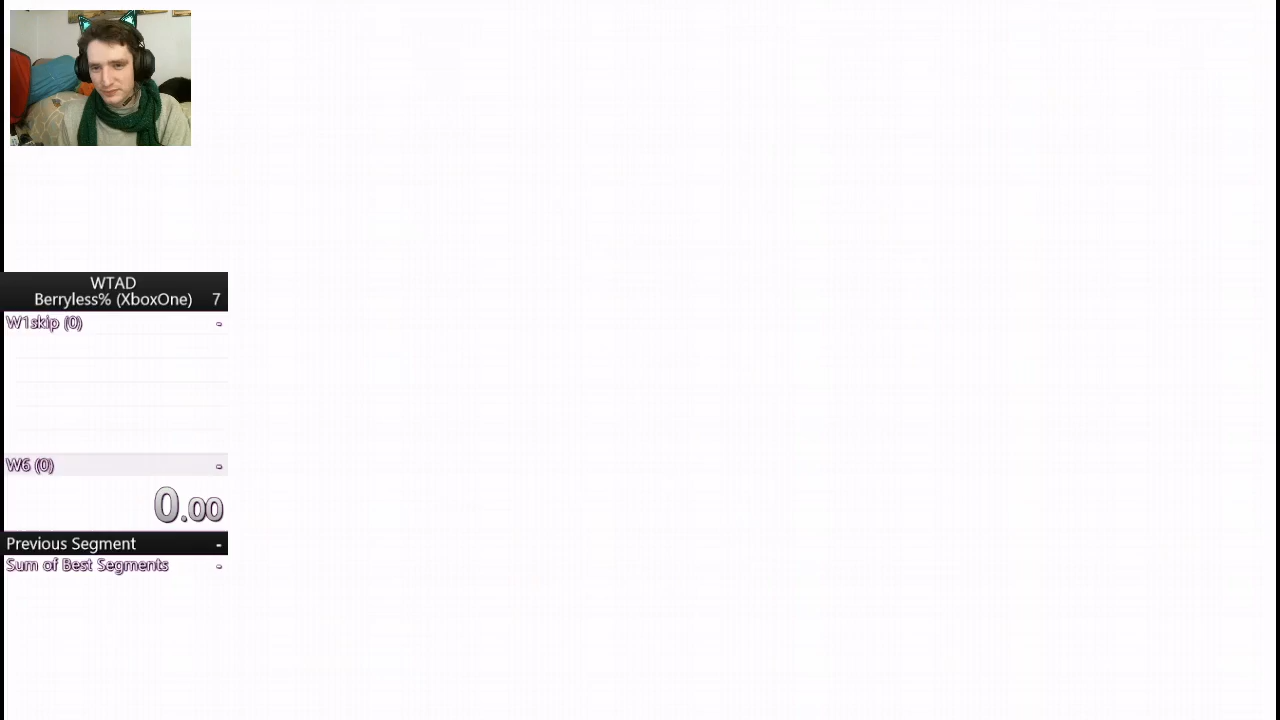 WTAD
Berryless% (XboxOne) 7
W1skip (0) -
W6 (0) -
0.00
Previous Segment -
Sum of Best Segments -